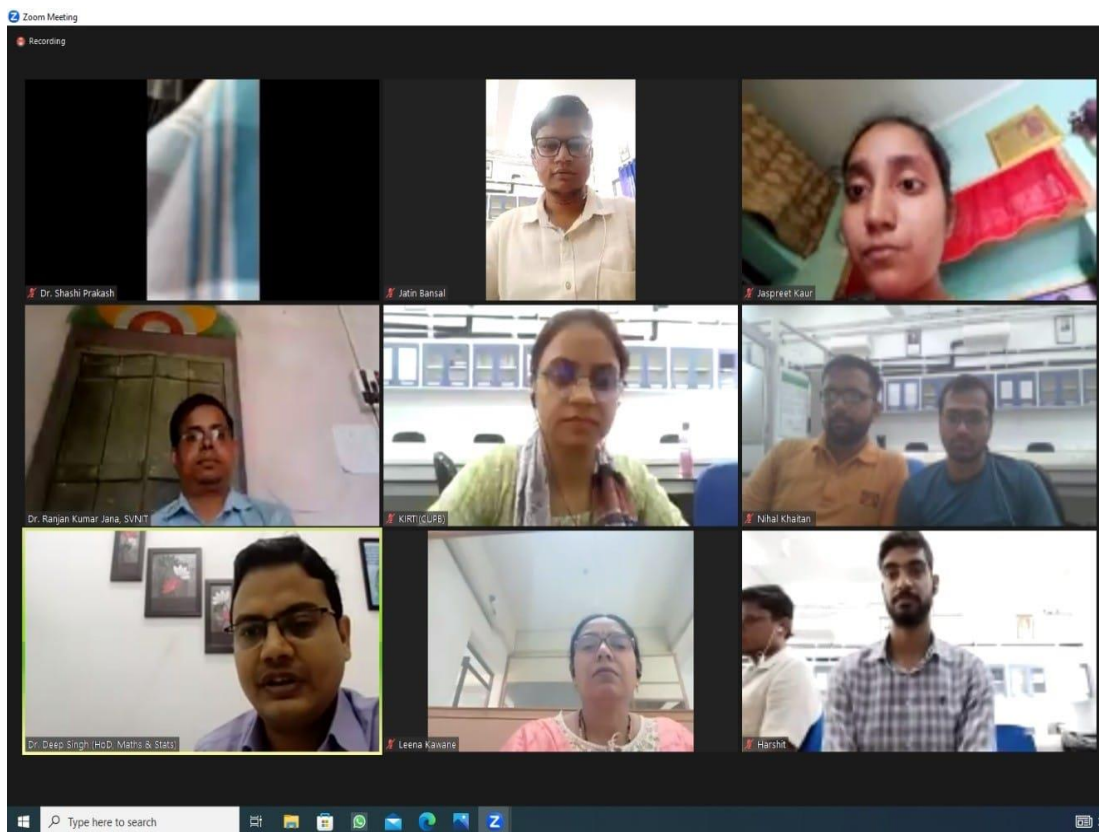 Zoom Meeting
Recording
Dr. Shashi Prakash
Jatin Bansal
Jaspreet Kaur
Dr. Ranjan Kumar Jana, SVNIT
KIRTI(CUPB)
Nihal Khaitan
Dr. Deep Singh (HoD, Maths & Stats)
Leena Kawane
Harshit
Type here to search